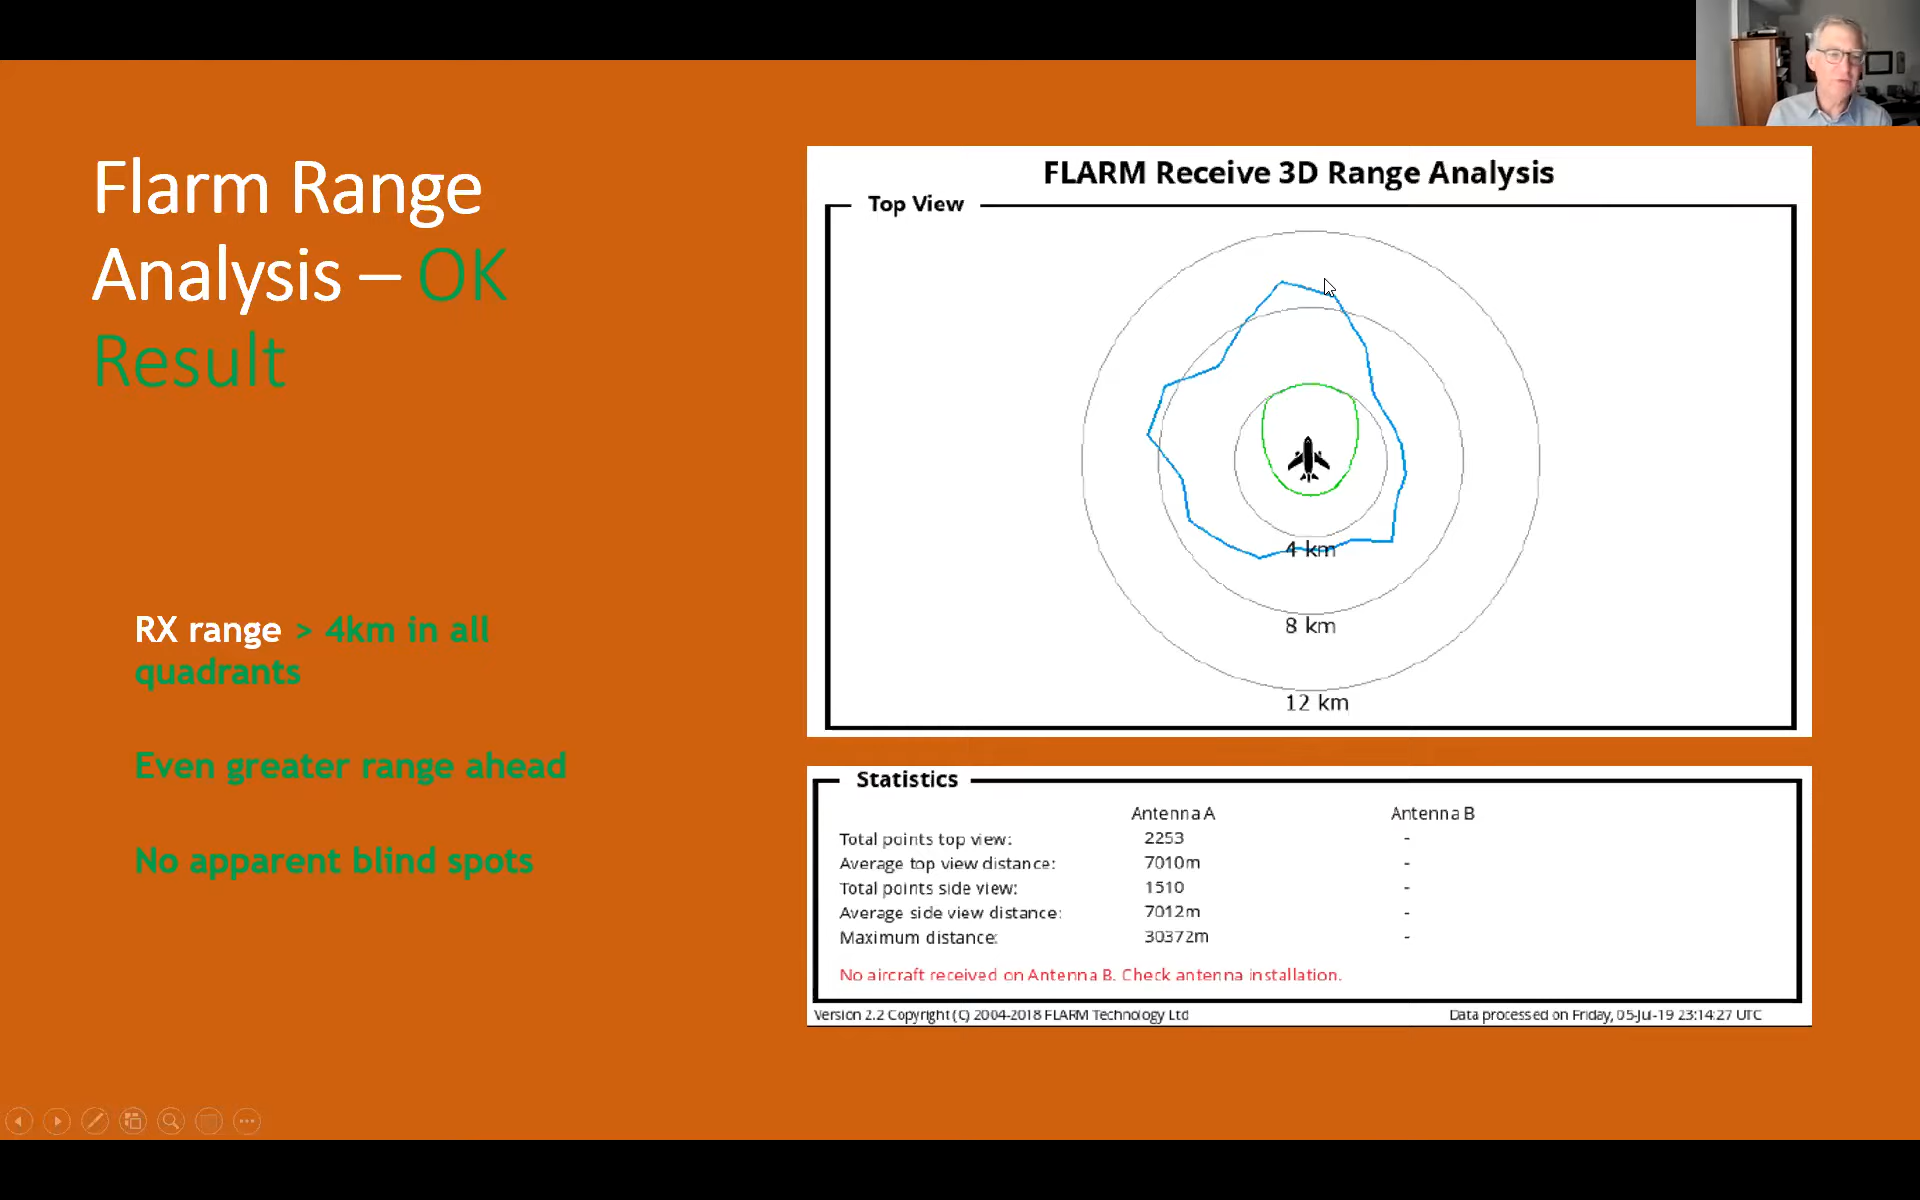 Flarm Range
Analysis – OK
Result
RX range > 4km in all
quadrants
Even greater range ahead
No apparent blind spots
FLARM Receive 3D Range Analysis
Top View
4 km
8 km
12 km
Statistics
Antenna A Antenna B
Total points top view: 2253 -
Average top view distance: 7010m -
Total points side view: 1510 -
Average side view distance: 7012m -
Maximum distance: 30372m -
No aircraft received on Antenna B. Check antenna installation.
Version 2.2 Copyright (C) 2004-2018 FLARM Technology Ltd Data processed on Friday, 05-Jul-19 23:14:27 UTC